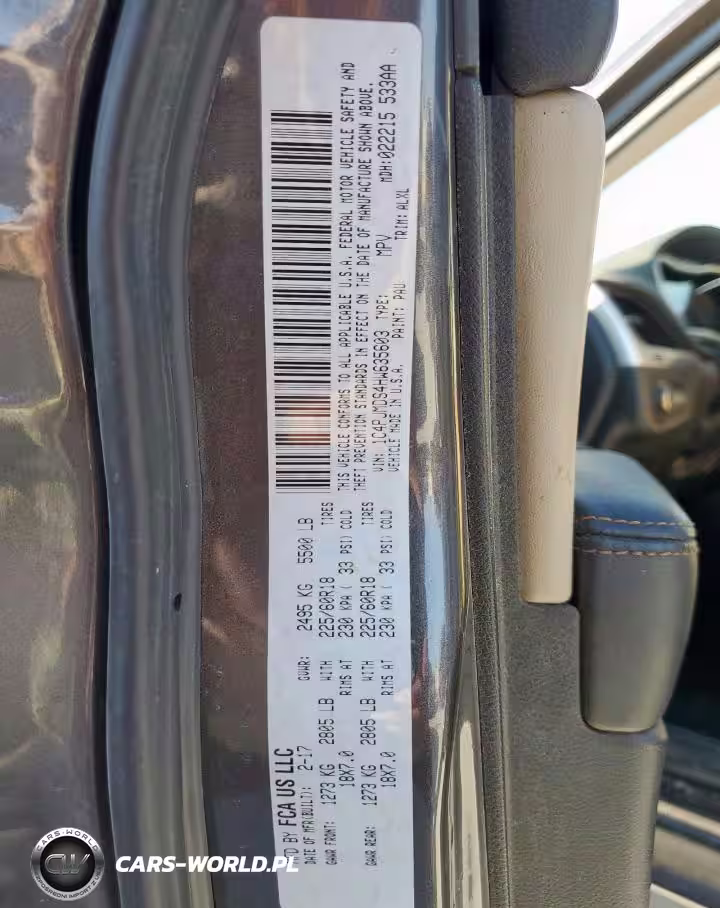 MFD BY FCA US LLC
DATE OF MFR(BUILT): 2-17 GVWR: 2495 KG 5500 LB
GAWR FRONT: 1273 KG 2805 LB WITH 225/60R18 TIRES
18X7.0 RIMS AT 230 KPA ( 33 PSI) COLD
GAWR REAR: 1273 KG 2805 LB WITH 225/60R18 TIRES
18X7.0 RIMS AT 230 KPA ( 33 PSI) COLD
THIS VEHICLE CONFORMS TO ALL APPLICABLE U.S.A. FEDERAL MOTOR VEHICLE SAFETY AND
THEFT PREVENTION STANDARDS IN EFFECT ON THE DATE OF MANUFACTURE SHOWN ABOVE.
VIN: 1C4PJMDS4HW635603 TYPE: MPV MDH:022215 533AA
VEHICLE MADE IN U.S.A. PAINT: PAU TRIM: ALXL
CARS-WORLD
CW
CARS-WORLD.PL